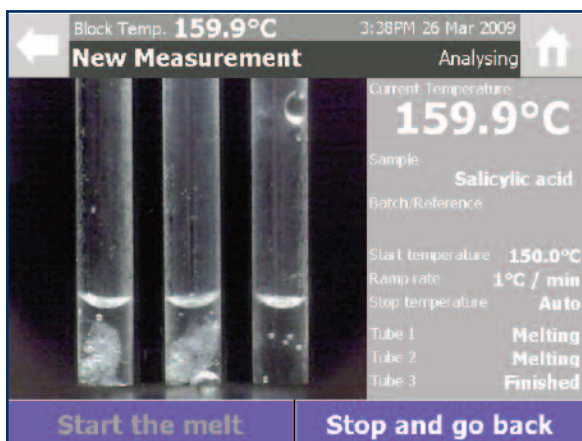 Block Temp. 159.9°C 3:38PM 26 Mar 2009
New Measurement Analysing
Current Temperature
159.9°C
Sample
Salicylic acid
Batch/Reference
Start temperature 150.0°C
Ramp rate 1°C / min
Stop temperature Auto
Tube 1 Melting
Tube 2 Melting
Tube 3 Finished
Start the melt Stop and go back